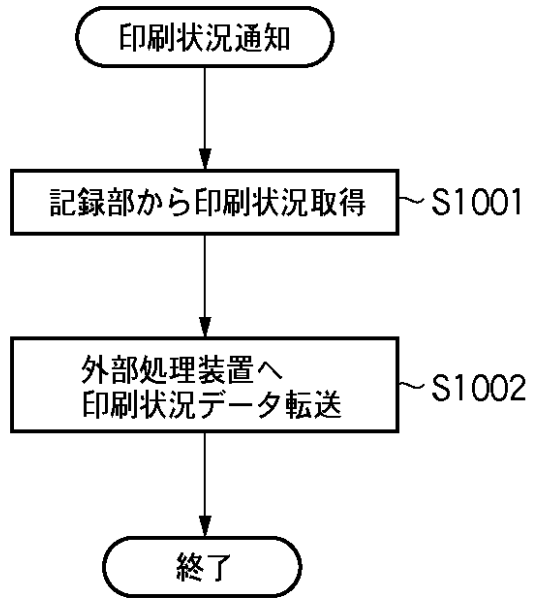 印刷状況通知
記録部から印刷状況取得
S1001
外部処理装置へ
印刷状況データ転送
S1002
終了